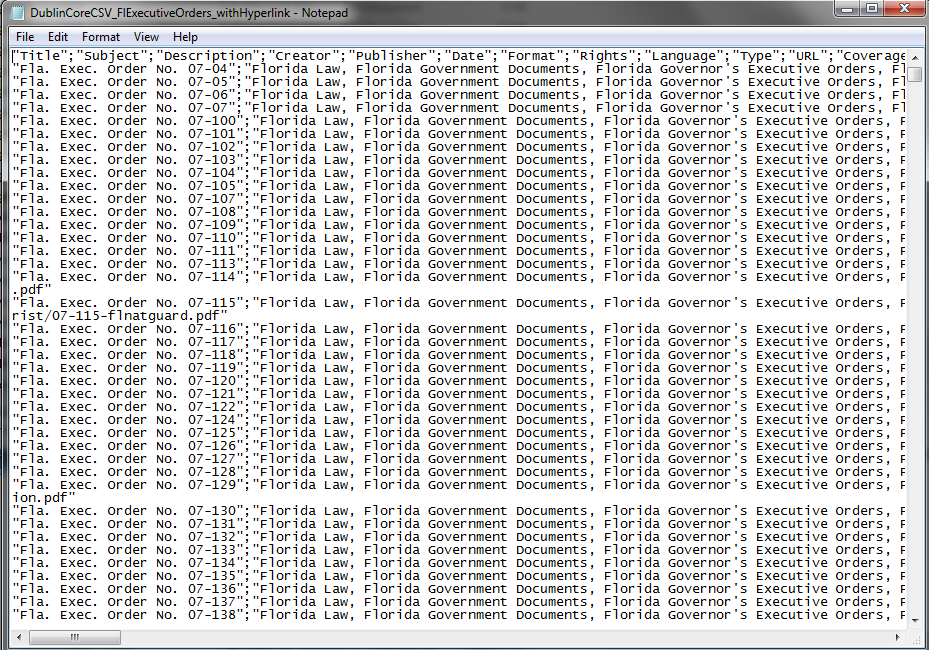 DublinCoreCSV_FlExecutiveOrders_withHyperlink - Notepad
File Edit Format View Help
"Title";"Subject";"Description";"Creator";"Publisher";"Date";"Format";"Rights";"Language";"Type";"URL";"Coverage
"Fla. Exec. Order No. 07-04";"Florida Law, Florida Government Documents, Florida Governor's Executive Orders, Fl
"Fla. Exec. Order No. 07-05";"Florida Law, Florida Government Documents, Florida Governor's Executive Orders, Fl
"Fla. Exec. Order No. 07-06";"Florida Law, Florida Government Documents, Florida Governor's Executive Orders, Fl
"Fla. Exec. Order No. 07-07";"Florida Law, Florida Government Documents, Florida Governor's Executive Orders, Fl
"Fla. Exec. Order No. 07-100";"Florida Law, Florida Government Documents, Florida Governor's Executive Orders, F
"Fla. Exec. Order No. 07-101";"Florida Law, Florida Government Documents, Florida Governor's Executive Orders, F
"Fla. Exec. Order No. 07-102";"Florida Law, Florida Government Documents, Florida Governor's Executive Orders, F
"Fla. Exec. Order No. 07-103";"Florida Law, Florida Government Documents, Florida Governor's Executive Orders, F
"Fla. Exec. Order No. 07-104";"Florida Law, Florida Government Documents, Florida Governor's Executive Orders, F
"Fla. Exec. Order No. 07-105";"Florida Law, Florida Government Documents, Florida Governor's Executive Orders, F
"Fla. Exec. Order No. 07-107";"Florida Law, Florida Government Documents, Florida Governor's Executive Orders, F
"Fla. Exec. Order No. 07-108";"Florida Law, Florida Government Documents, Florida Governor's Executive Orders, F
"Fla. Exec. Order No. 07-109";"Florida Law, Florida Government Documents, Florida Governor's Executive Orders, F
"Fla. Exec. Order No. 07-110";"Florida Law, Florida Government Documents, Florida Governor's Executive Orders, F
"Fla. Exec. Order No. 07-111";"Florida Law, Florida Government Documents, Florida Governor's Executive Orders, F
"Fla. Exec. Order No. 07-113";"Florida Law, Florida Government Documents, Florida Governor's Executive Orders, F
"Fla. Exec. Order No. 07-114";"Florida Law, Florida Government Documents, Florida Governor's Executive Orders, F
.pdf"
"Fla. Exec. Order No. 07-115";"Florida Law, Florida Government Documents, Florida Governor's Executive Orders, F
rist/07-115-flnatguard.pdf"
"Fla. Exec. Order No. 07-116";"Florida Law, Florida Government Documents, Florida Governor's Executive Orders, F
"Fla. Exec. Order No. 07-117";"Florida Law, Florida Government Documents, Florida Governor's Executive Orders, F
"Fla. Exec. Order No. 07-118";"Florida Law, Florida Government Documents, Florida Governor's Executive Orders, F
"Fla. Exec. Order No. 07-119";"Florida Law, Florida Government Documents, Florida Governor's Executive Orders, F
"Fla. Exec. Order No. 07-120";"Florida Law, Florida Government Documents, Florida Governor's Executive Orders, F
"Fla. Exec. Order No. 07-121";"Florida Law, Florida Government Documents, Florida Governor's Executive Orders, F
"Fla. Exec. Order No. 07-122";"Florida Law, Florida Government Documents, Florida Governor's Executive Orders, F
"Fla. Exec. Order No. 07-124";"Florida Law, Florida Government Documents, Florida Governor's Executive Orders, F
"Fla. Exec. Order No. 07-125";"Florida Law, Florida Government Documents, Florida Governor's Executive Orders, F
"Fla. Exec. Order No. 07-126";"Florida Law, Florida Government Documents, Florida Governor's Executive Orders, F
"Fla. Exec. Order No. 07-127";"Florida Law, Florida Government Documents, Florida Governor's Executive Orders, F
"Fla. Exec. Order No. 07-128";"Florida Law, Florida Government Documents, Florida Governor's Executive Orders, F
"Fla. Exec. Order No. 07-129";"Florida Law, Florida Government Documents, Florida Governor's Executive Orders, F
ion.pdf"
"Fla. Exec. Order No. 07-130";"Florida Law, Florida Government Documents, Florida Governor's Executive Orders, F
"Fla. Exec. Order No. 07-131";"Florida Law, Florida Government Documents, Florida Governor's Executive Orders, F
"Fla. Exec. Order No. 07-132";"Florida Law, Florida Government Documents, Florida Governor's Executive Orders, F
"Fla. Exec. Order No. 07-133";"Florida Law, Florida Government Documents, Florida Governor's Executive Orders, F
"Fla. Exec. Order No. 07-134";"Florida Law, Florida Government Documents, Florida Governor's Executive Orders, F
"Fla. Exec. Order No. 07-135";"Florida Law, Florida Government Documents, Florida Governor's Executive Orders, F
"Fla. Exec. Order No. 07-136";"Florida Law, Florida Government Documents, Florida Governor's Executive Orders, F
"Fla. Exec. Order No. 07-137";"Florida Law, Florida Government Documents, Florida Governor's Executive Orders, F
"Fla. Exec. Order No. 07-138";"Florida Law, Florida Government Documents, Florida Governor's Executive Orders, F